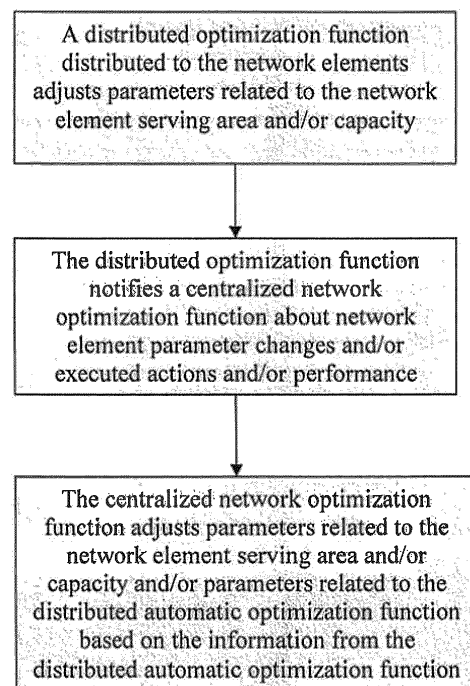 A distributed optimization function
distributed to the network elements
adjusts parameters related to the network
element serving area and/or capacity
The distributed optimization function
notifies a centralized network
optimization function about network
element parameter changes and/or
executed actions and/or performance
The centralized network optimization
function adjusts parameters related to the
network element serving area and/or
capacity and/or parameters related to the
distributed automatic optimization function
based on the information from the
distributed automatic optimization function